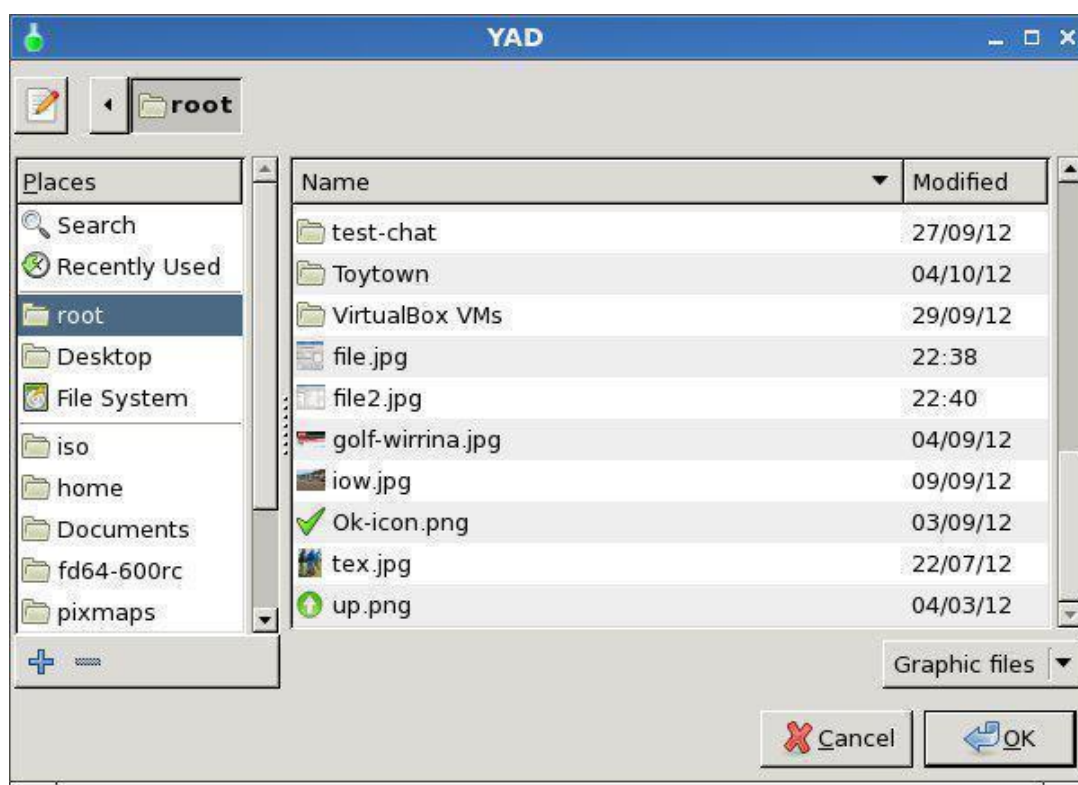 YAD
root
Places
Search
Recently Used
root
Desktop
File System
iso
home
Documents
fd64-600rc
pixmaps
Name Modified
test-chat 27/09/12
Toytown 04/10/12
VirtualBox VMs 29/09/12
file.jpg 22:38
file2.jpg 22:40
golf-wirrina.jpg 04/09/12
iow.jpg 09/09/12
Ok-icon.png 03/09/12
tex.jpg 22/07/12
up.png 04/03/12
Graphic files
Cancel OK